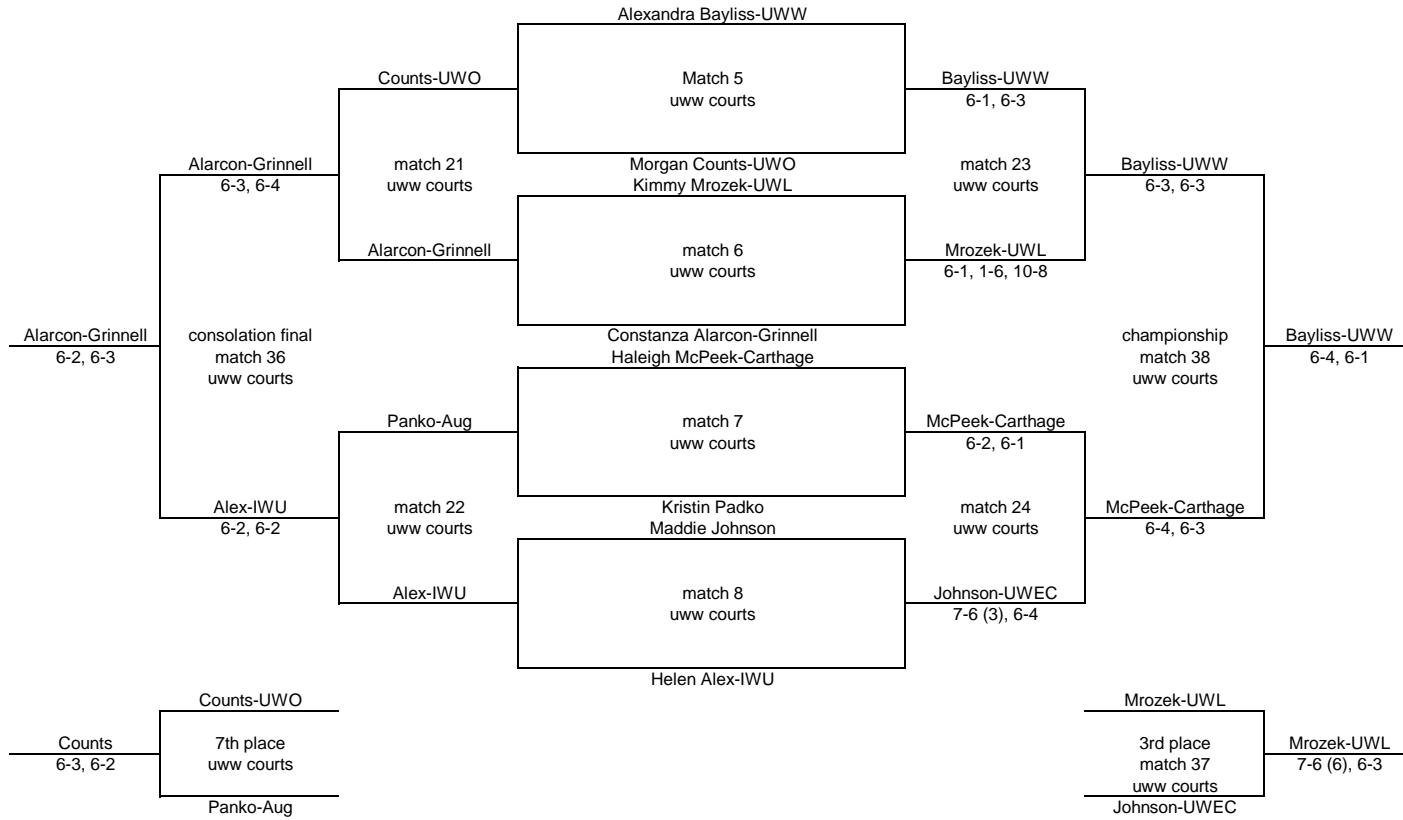 Alexandra Bayliss-UWW
Counts-UWO
Match 5
uww courts
Bayliss-UWW
6-1, 6-3
Alarcon-Grinnell
6-3, 6-4
match 21
uww courts
Morgan Counts-UWO
Kimmy Mrozek-UWL
match 23
uww courts
Bayliss-UWW
6-3, 6-3
Alarcon-Grinnell
match 6
uww courts
Mrozek-UWL
6-1, 1-6, 10-8
Alarcon-Grinnell
6-2, 6-3
consolation final
match 36
uww courts
Constanza Alarcon-Grinnell
Haleigh McPeek-Carthage
championship
match 38
uww courts
Bayliss-UWW
6-4, 6-1
Panko-Aug
match 7
uww courts
McPeek-Carthage
6-2, 6-1
Alex-IWU
6-2, 6-2
match 22
uww courts
Kristin Padko
Maddie Johnson
match 24
uww courts
McPeek-Carthage
6-4, 6-3
Alex-IWU
match 8
uww courts
Johnson-UWEC
7-6 (3), 6-4
Helen Alex-IWU
Counts-UWO
Mrozek-UWL
Counts
6-3, 6-2
7th place
uww courts
3rd place
match 37
uww courts
Mrozek-UWL
7-6 (6), 6-3
Panko-Aug
Johnson-UWEC